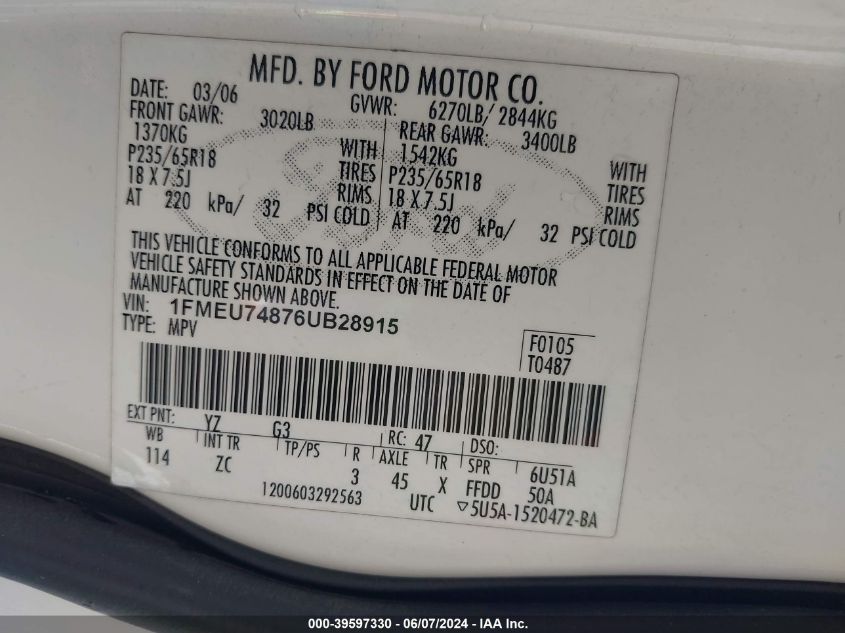 MFD. BY FORD MOTOR CO.
DATE: 03/06 GVWR: 6270LB/ 2844KG
FRONT GAWR: 3020LB REAR GAWR: 3400LB
1370KG WITH 1542KG WITH
P235/65R18 TIRES P235/65R18 TIRES
18 X 7.5J RIMS 18 X 7.5J RIMS
AT 220 kPa/ 32 PSI COLD AT 220 kPa/ 32 PSI COLD
THIS VEHICLE CONFORMS TO ALL APPLICABLE FEDERAL MOTOR
VEHICLE SAFETY STANDARDS IN EFFECT ON THE DATE OF
MANUFACTURE SHOWN ABOVE.
VIN: 1FMEU74876UB28915
TYPE: MPV
F0105
T0487
EXT PNT: YZ G3 RC: 47 DSO:
WB INT TR TP/PS R AXLE TR SPR 6U51A
114 ZC 3 45 X FFDD 50A
1200603292563 UTC ▽5U5A-1520472-BA
000-39597330 - 06/07/2024 - IAA Inc.